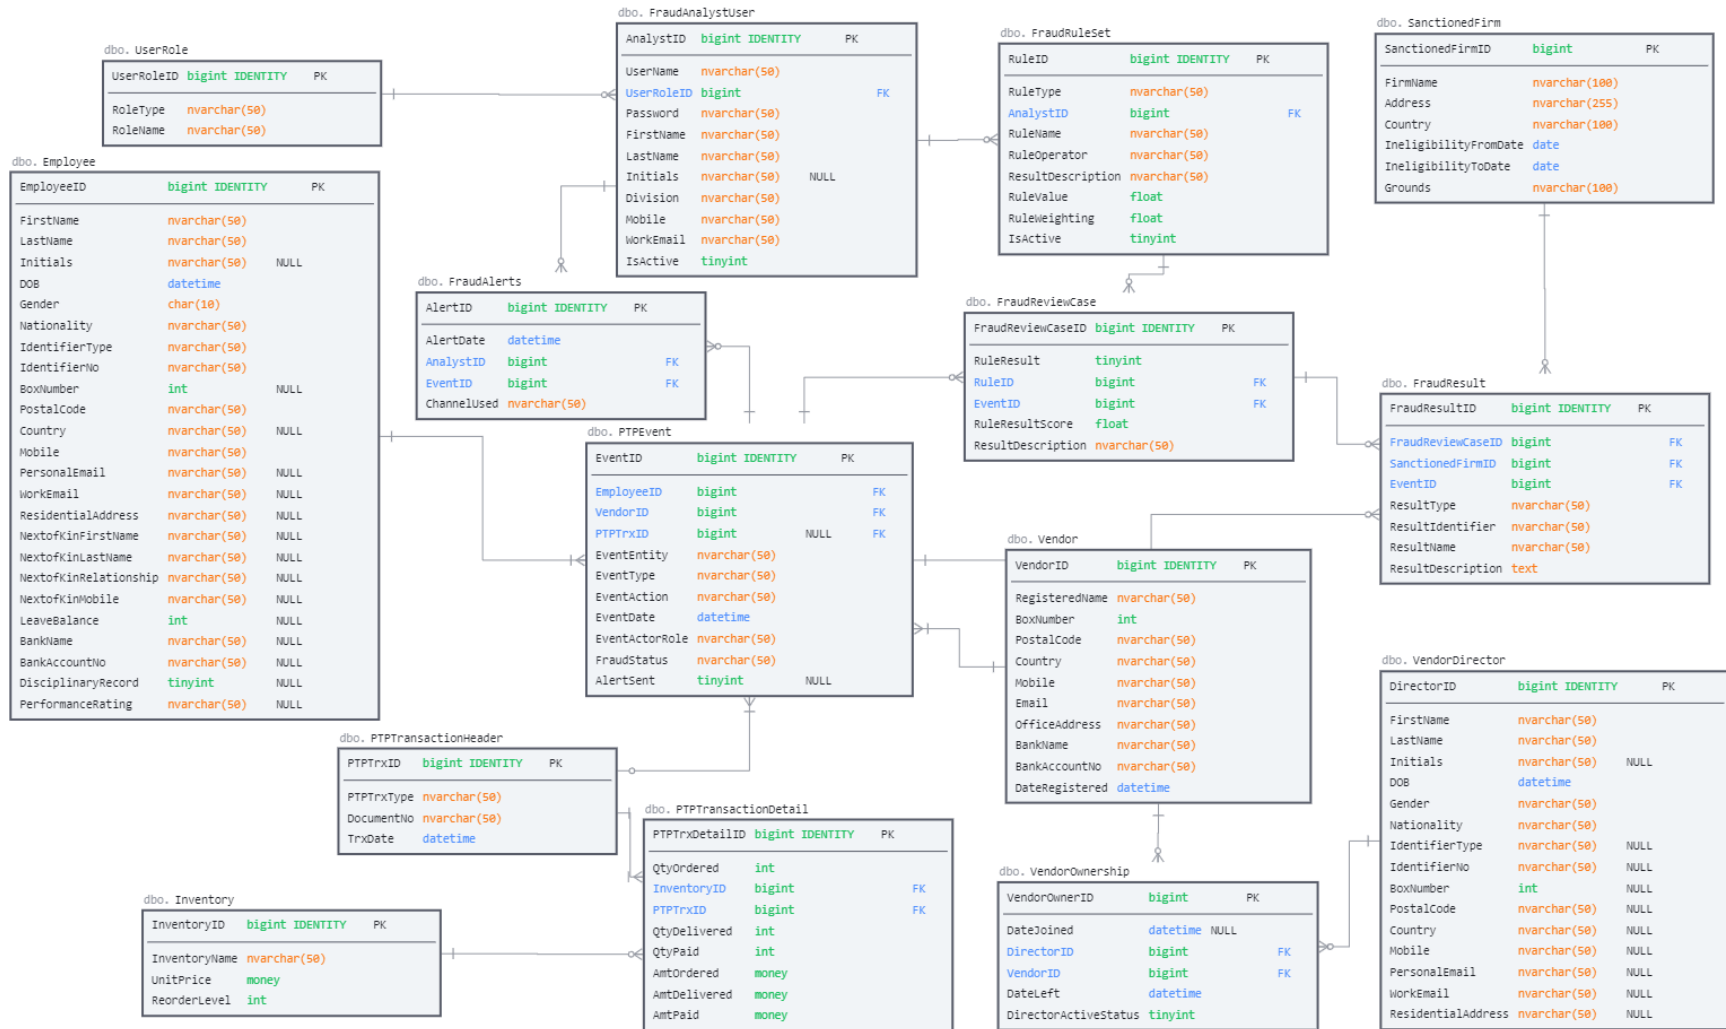 dbo. UserRole
UserRoleID bigint IDENTITY PK
RoleType nvarchar(50)
RoleName nvarchar(50)
dbo. FraudAnalystUser
AnalystID bigint IDENTITY PK
UserName nvarchar(50)
UserRoleID bigint FK
Password nvarchar(50)
FirstName nvarchar(50)
LastName nvarchar(50)
Initials nvarchar(50) NULL
Division nvarchar(50)
Mobile nvarchar(50)
WorkEmail nvarchar(50)
IsActive tinyint
dbo. FraudRuleSet
RuleID bigint IDENTITY PK
RuleType nvarchar(50)
AnalystID bigint FK
RuleName nvarchar(50)
RuleOperator nvarchar(50)
ResultDescription nvarchar(50)
RuleValue float
RuleWeighting float
IsActive tinyint
dbo. SanctionedFirm
SanctionedFirmID bigint PK
FirmName nvarchar(100)
Address nvarchar(255)
Country nvarchar(100)
IneligibilityFromDate date
IneligibilityToDate date
Grounds nvarchar(100)
dbo. Employee
EmployeeID bigint IDENTITY PK
FirstName nvarchar(50)
LastName nvarchar(50)
Initials nvarchar(50) NULL
DOB datetime
Gender char(10)
Nationality nvarchar(50)
IdentifierType nvarchar(50)
IdentifierNo nvarchar(50)
BoxNumber int NULL
PostalCode nvarchar(50)
Country nvarchar(50) NULL
Mobile nvarchar(50)
PersonalEmail nvarchar(50) NULL
WorkEmail nvarchar(50) NULL
ResidentialAddress nvarchar(50) NULL
NextofKinFirstName nvarchar(50) NULL
NextofKinLastName nvarchar(50) NULL
NextofKinRelationship nvarchar(50) NULL
NextofKinMobile nvarchar(50) NULL
LeaveBalance int NULL
BankName nvarchar(50) NULL
BankAccountNo nvarchar(50) NULL
DisciplinaryRecord tinyint NULL
PerformanceRating nvarchar(50) NULL
dbo. FraudAlerts
AlertID bigint IDENTITY PK
AlertDate datetime
AnalystID bigint FK
EventID bigint FK
ChannelUsed nvarchar(50)
dbo. FraudReviewCase
FraudReviewCaseID bigint IDENTITY PK
RuleResult tinyint
RuleID bigint FK
EventID bigint FK
RuleResultScore float
ResultDescription nvarchar(50)
dbo. FraudResult
FraudResultID bigint IDENTITY PK
FraudReviewCaseID bigint FK
SanctionedFirmID bigint FK
EventID bigint FK
ResultType nvarchar(50)
ResultIdentifier nvarchar(50)
ResultName nvarchar(50)
ResultDescription text
dbo. PTPEvent
EventID bigint IDENTITY PK
EmployeeID bigint FK
VendorID bigint FK
PTPTrxID bigint NULL FK
EventEntity nvarchar(50)
EventType nvarchar(50)
EventAction nvarchar(50)
EventDate datetime
EventActorRole nvarchar(50)
FraudStatus nvarchar(50)
AlertSent tinyint NULL
dbo. Vendor
VendorID bigint IDENTITY PK
RegisteredName nvarchar(50)
BoxNumber int
PostalCode nvarchar(50)
Country nvarchar(50)
Mobile nvarchar(50)
Email nvarchar(50)
OfficeAddress nvarchar(50)
BankName nvarchar(50)
BankAccountNo nvarchar(50)
DateRegistered datetime
dbo. VendorDirector
DirectorID bigint IDENTITY PK
FirstName nvarchar(50)
LastName nvarchar(50)
Initials nvarchar(50) NULL
DOB datetime
Gender nvarchar(50)
Nationality nvarchar(50)
IdentifierType nvarchar(50) NULL
IdentifierNo nvarchar(50) NULL
BoxNumber int NULL
PostalCode nvarchar(50) NULL
Country nvarchar(50) NULL
Mobile nvarchar(50) NULL
PersonalEmail nvarchar(50) NULL
WorkEmail nvarchar(50) NULL
ResidentialAddress nvarchar(50) NULL
dbo. PTPTransactionHeader
PTPTrxID bigint IDENTITY PK
PTPTrxType nvarchar(50)
DocumentNo nvarchar(50)
TrxDate datetime
dbo. PTPTransactionDetail
PTPTrxDetailID bigint IDENTITY PK
QtyOrdered int
InventoryID bigint FK
PTPTrxID bigint FK
QtyDelivered int
QtyPaid int
AmtOrdered money
AmtDelivered money
AmtPaid money
dbo. Inventory
InventoryID bigint IDENTITY PK
InventoryName nvarchar(50)
UnitPrice money
ReorderLevel int
dbo. VendorOwnership
VendorOwnerID bigint PK
DateJoined datetime NULL
DirectorID bigint FK
VendorID bigint FK
DateLeft datetime
DirectorActiveStatus tinyint